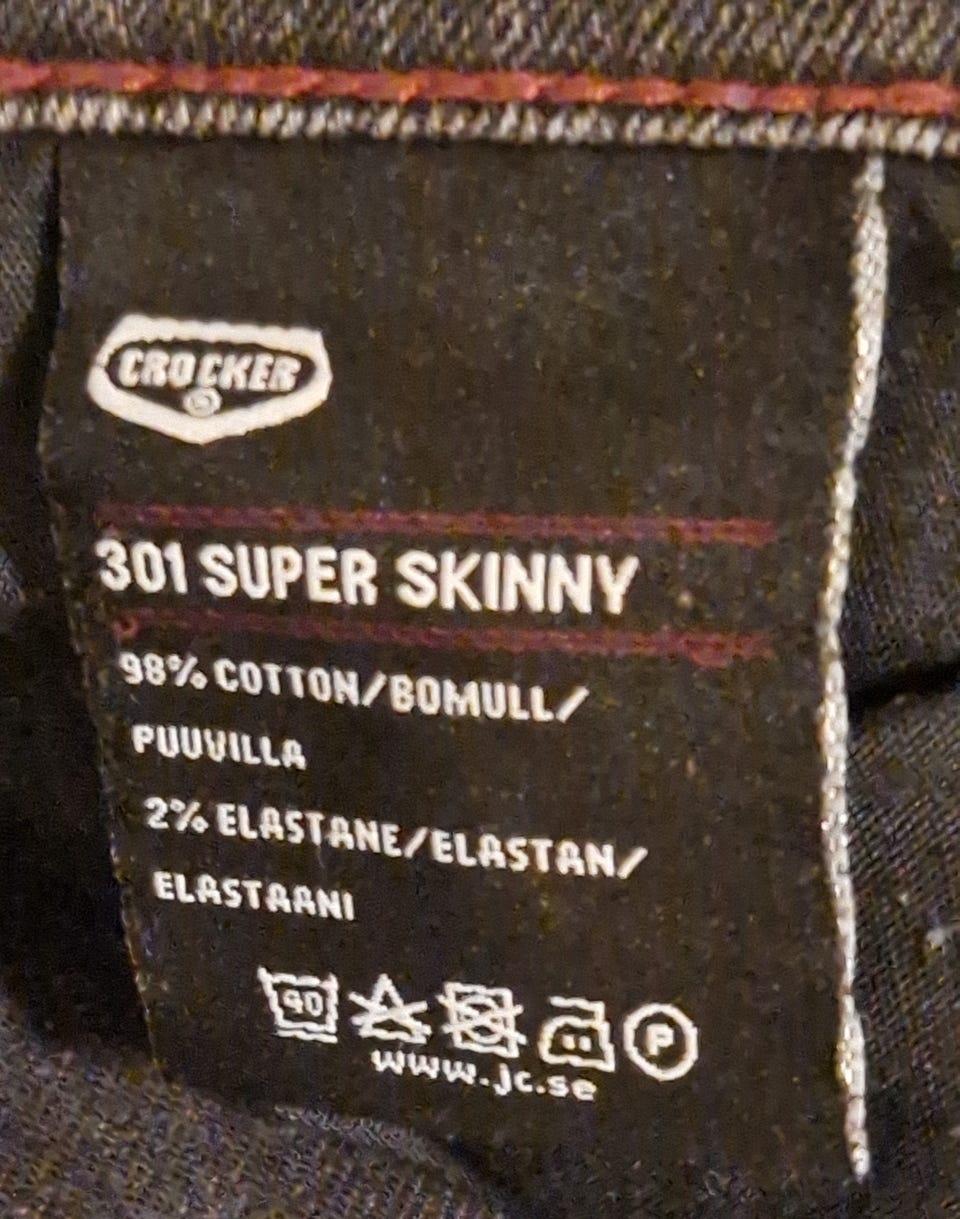 CROCKER
301 SUPER SKINNY
98% COTTON/BOMULL/
PUUVILLA
2% ELASTANE/ELASTAN/
ELASTAANI
40
P
www.jc.se